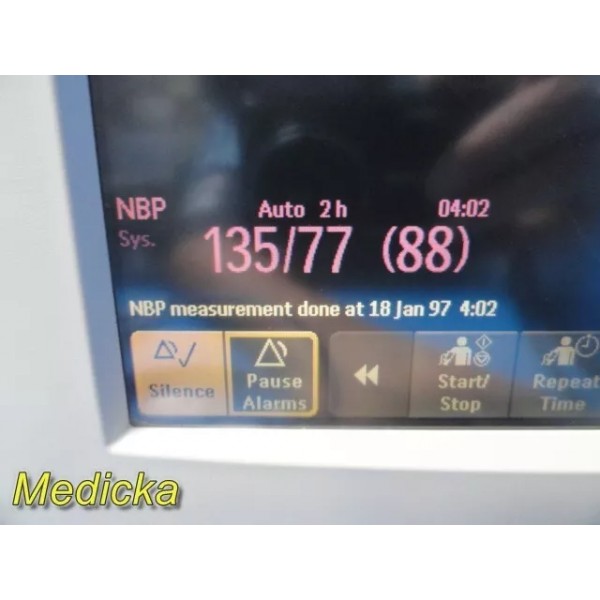 NBP Auto 2 h 04:02
Sys. 135/77 (88)
NBP measurement done at 18 Jan 97 4:02
Silence
Pause
Alarms
Start/
Stop
Repeat
Time
Medicka